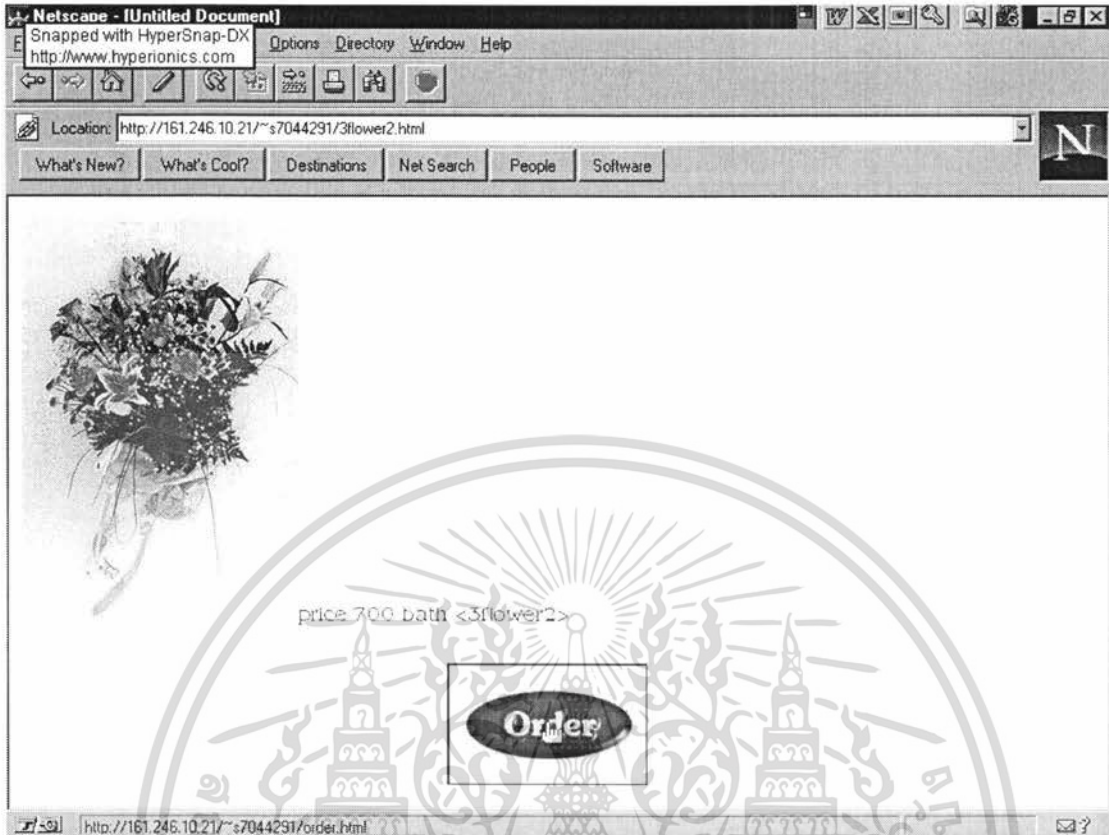 Netscape - [Untitled Document]
Snapped with HyperSnap-DX
http://www.hyperionics.com
Options Directory Window Help
Location: http://161.246.10.21/~s7044291/3flower2.html
N
What's New? What's Cool? Destinations Net Search People Software
price 700 bath <3flower2>
Order
http://161.246.10.21/~s7044291/order.html